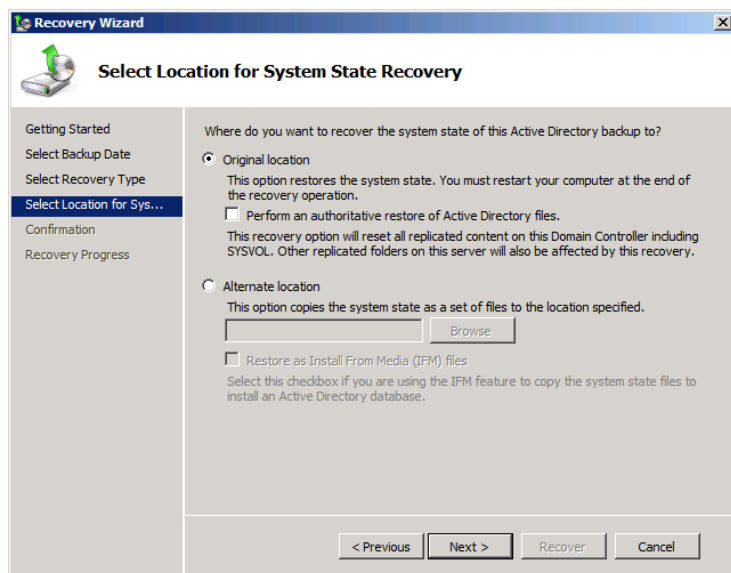 Recovery Wizard
Select Location for System State Recovery
Getting Started
Select Backup Date
Select Recovery Type
Select Location for Sys...
Confirmation
Recovery Progress
Where do you want to recover the system state of this Active Directory backup to?
Original location
This option restores the system state. You must restart your computer at the end of
the recovery operation.
Perform an authoritative restore of Active Directory files.
This recovery option will reset all replicated content on this Domain Controller including
SYSVOL. Other replicated folders on this server will also be affected by this recovery.
Alternate location
This option copies the system state as a set of files to the location specified.
Browse
Restore as Install From Media (IFM) files
Select this checkbox if you are using the IFM feature to copy the system state files to
install an Active Directory database.
< Previous
Next >
Recover
Cancel